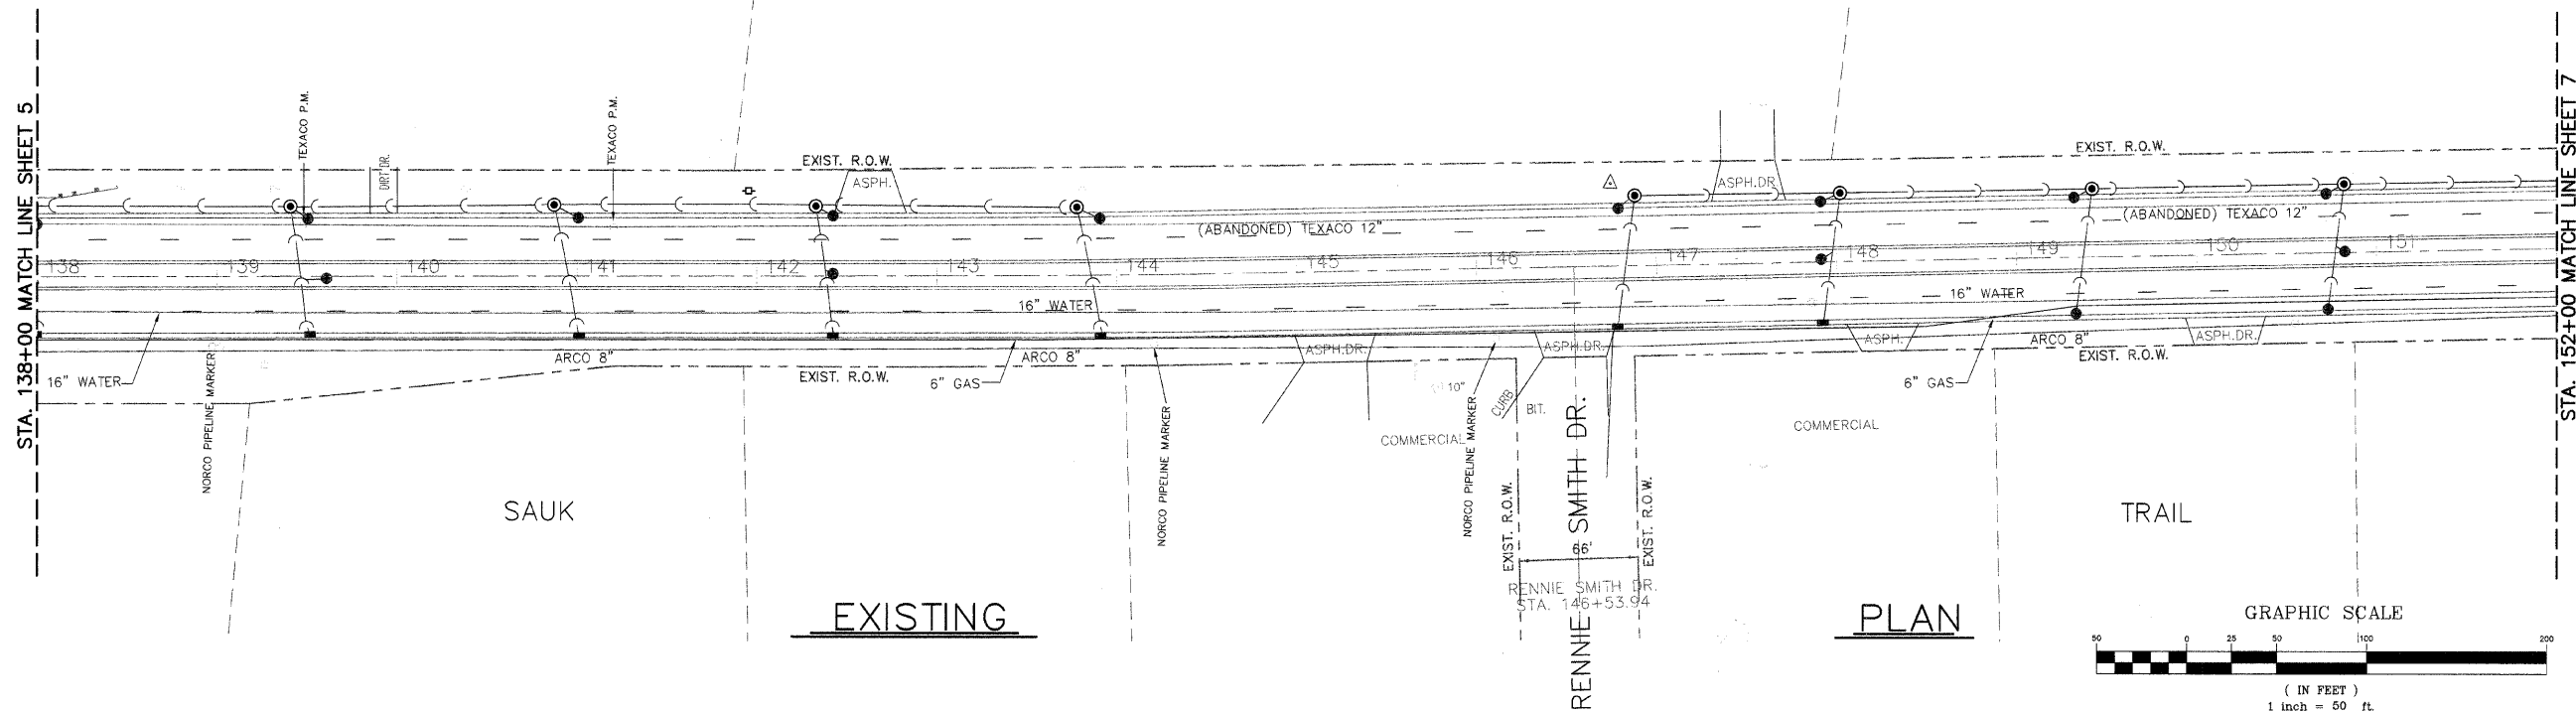 STA. 138+00 MATCH LINE SHEET 5
TEXACO P.M.
DIRT DR.
TEXACO P.M.
EXIST. R.O.W.
ASPH.
ASPH.DR.
EXIST. R.O.W.
STA. 152+00 MATCH LINE SHEET 7
(ABANDONED) TEXACO 12"
(ABANDONED) TEXACO 12"
138
139
140
141
142
143
144
145
146
147
148
149
150
151
16" WATER
16" WATER
16" WATER
NORCO PIPELINE MARKER
ARCO 8"
ARCO 8"
EXIST. R.O.W.
6" GAS
NORCO PIPELINE MARKER
ASPH.DR.
10"
COMMERCIAL
NORCO PIPELINE MARKER
CURB
BIT.
ASPH.DR.
EXIST. R.O.W.
RENNIE SMITH DR.
EXIST. R.O.W.
66'
RENNIE SMITH DR.
STA. 146+53.94
ASPH.
COMMERCIAL
6" GAS
ARCO 8"
EXIST. R.O.W.
ASPH.DR.
SAUK
TRAIL
EXISTING
PLAN
GRAPHIC SCALE
50
0
25
50
100
200
( IN FEET )
1 inch = 50 ft.